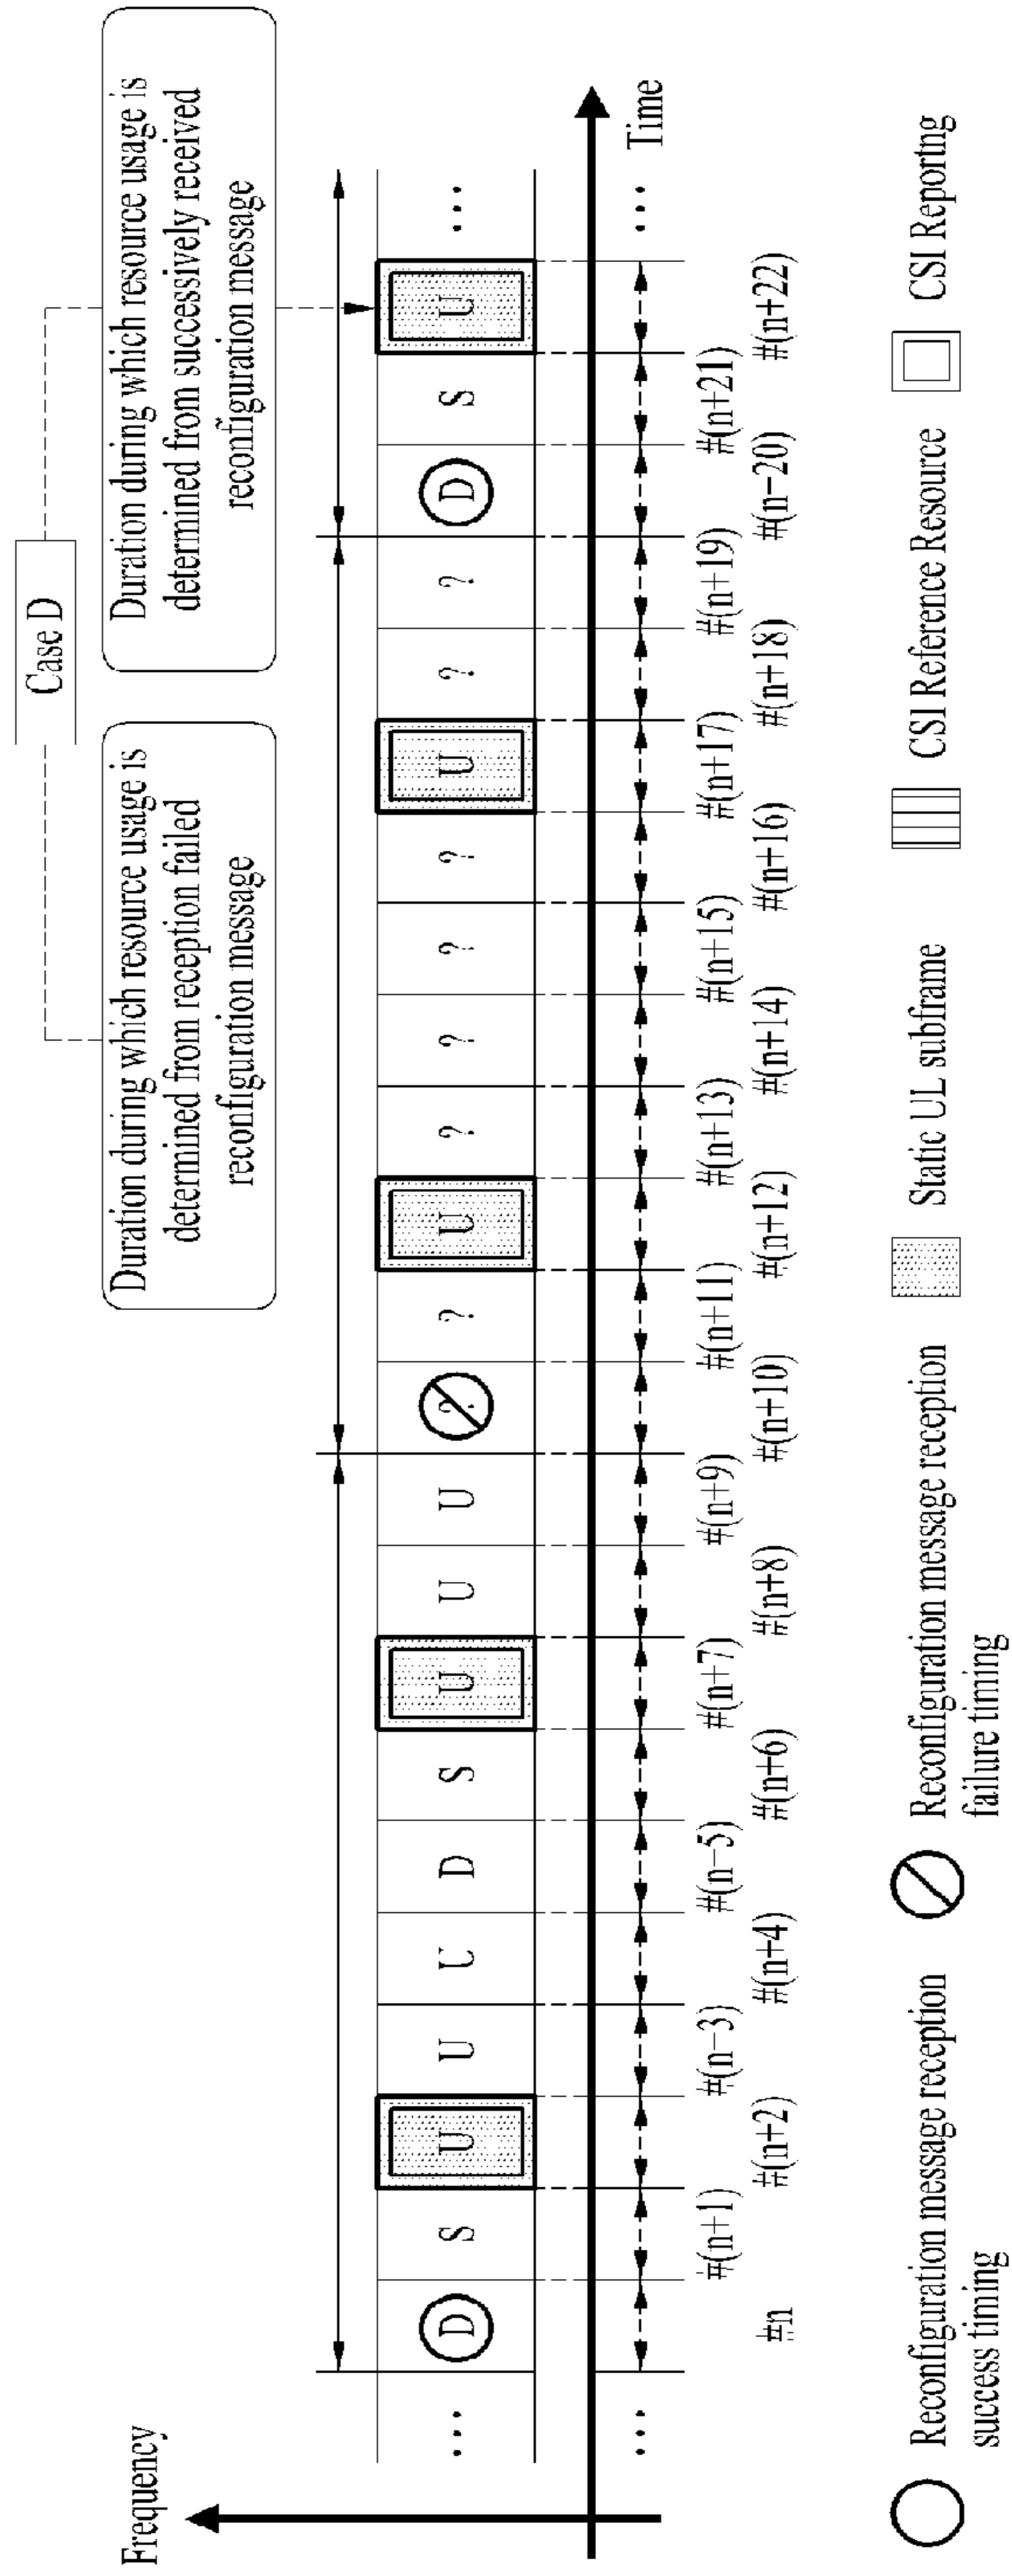 Case D
Duration during which resource usage is
determined from reception failed
reconfiguration message
Duration during which resource usage is
determined from successively received
reconfiguration message
Frequency
... D S U U U D S U U U ? ? U ? ? ? ? U ? ? D S U ...
Time
... ...
#n #(n+1) #(n+2) #(n−3) #(n+4) #(n−5) #(n+6) #(n+7) #(n+8) #(n+9) #(n+10) #(n+11) #(n+12) #(n+13) #(n+14) #(n+15) #(n+16) #(n+17) #(n+18) #(n+19) #(n−20) #(n+21) #(n+22)
Reconfiguration message reception
success timing
Reconfiguration message reception
failure timing
Static UL subframe
CSI Reference Resource
CSI Reporitng